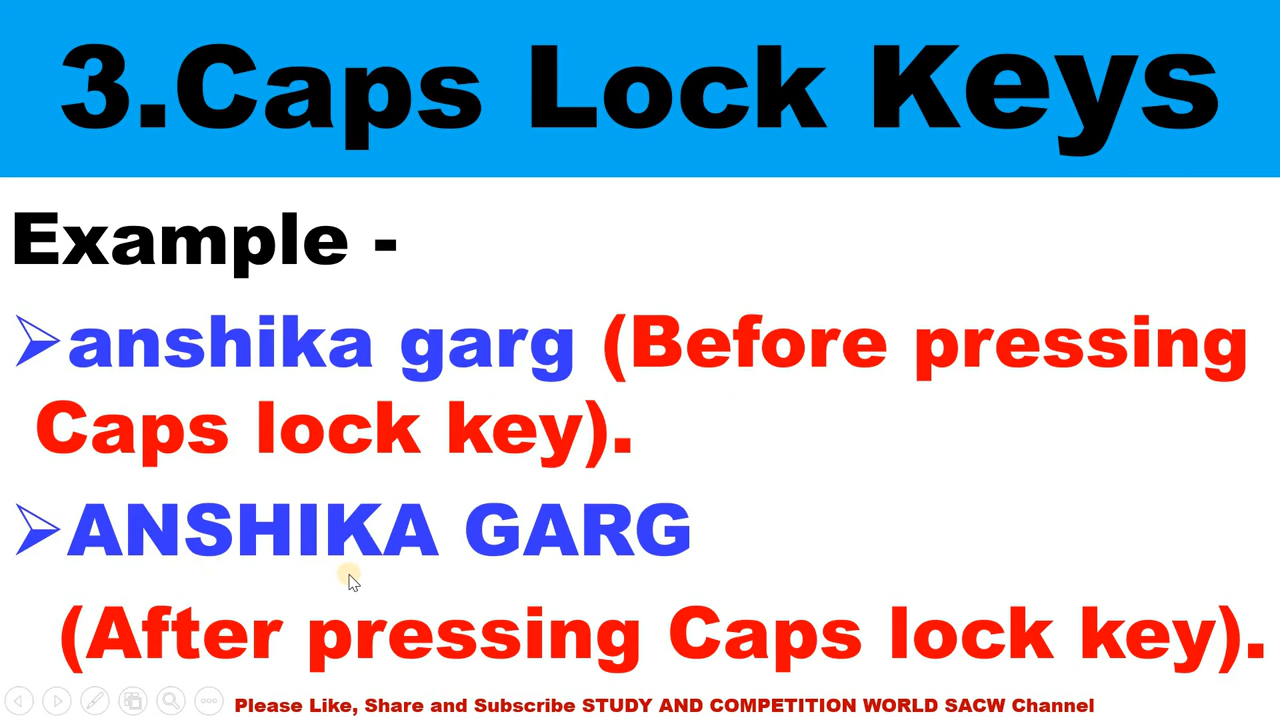 3.Caps Lock Keys
Example -
➢anshika garg (Before pressing
Caps lock key).
➢ANSHIKA GARG
(After pressing Caps lock key).
Please Like, Share and Subscribe STUDY AND COMPETITION WORLD SACW Channel